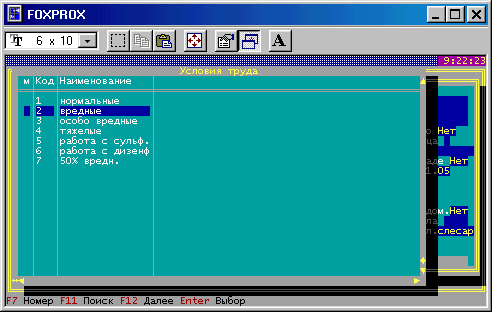 FOXPROX
6 x 10
A
9:22:23
Условия труда
м Код Наименование
1 нормальные
2 вредные
3 особо вредные
4 тяжелые
5 работа с сульф.
6 работа с дизенф
7 50% вредн.
о Нет
ца
але Нет
1.05
дом. Нет
ла
л. слесар
F7 Номер F11 Поиск F12 Далее Enter Выбор